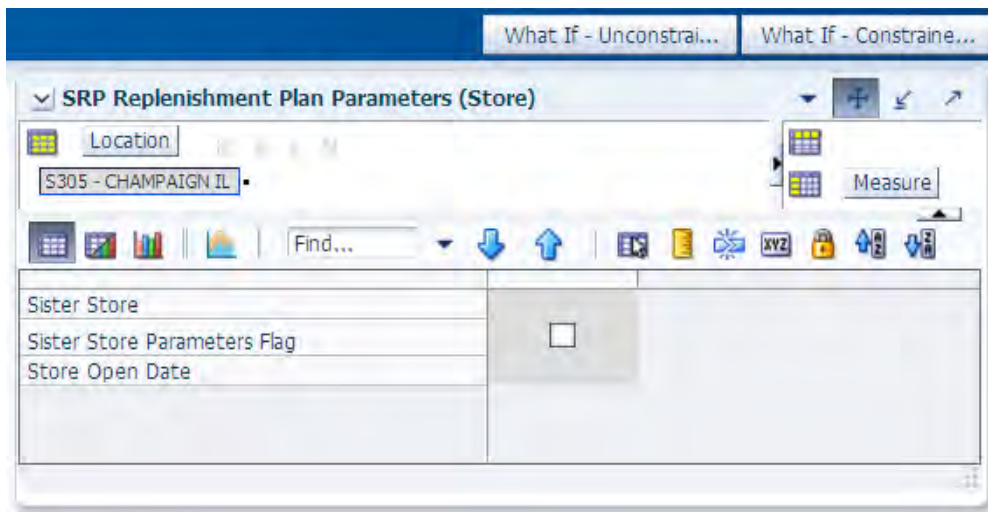 What If - Unconstrai... What If - Constraine...
SRP Replenishment Plan Parameters (Store)
Location
S305 - CHAMPAIGN IL
Measure
Find...
XYZ
A
Z
Z
A
Sister Store
Sister Store Parameters Flag
Store Open Date